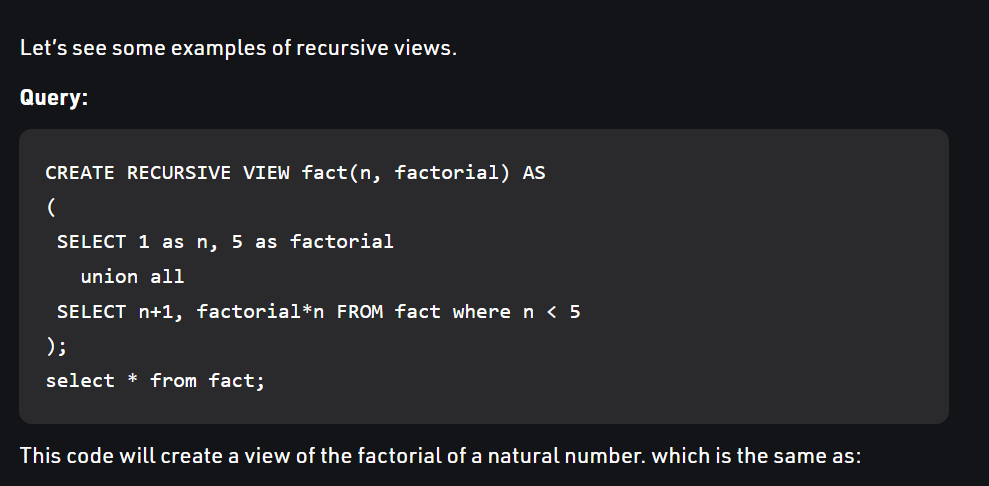 Let's see some examples of recursive views.
Query:
CREATE RECURSIVE VIEW fact(n, factorial) AS
(
SELECT 1 as n, 5 as factorial
union all
SELECT n+1, factorial*n FROM fact where n < 5
);
select * from fact;
This code will create a view of the factorial of a natural number. which is the same as: